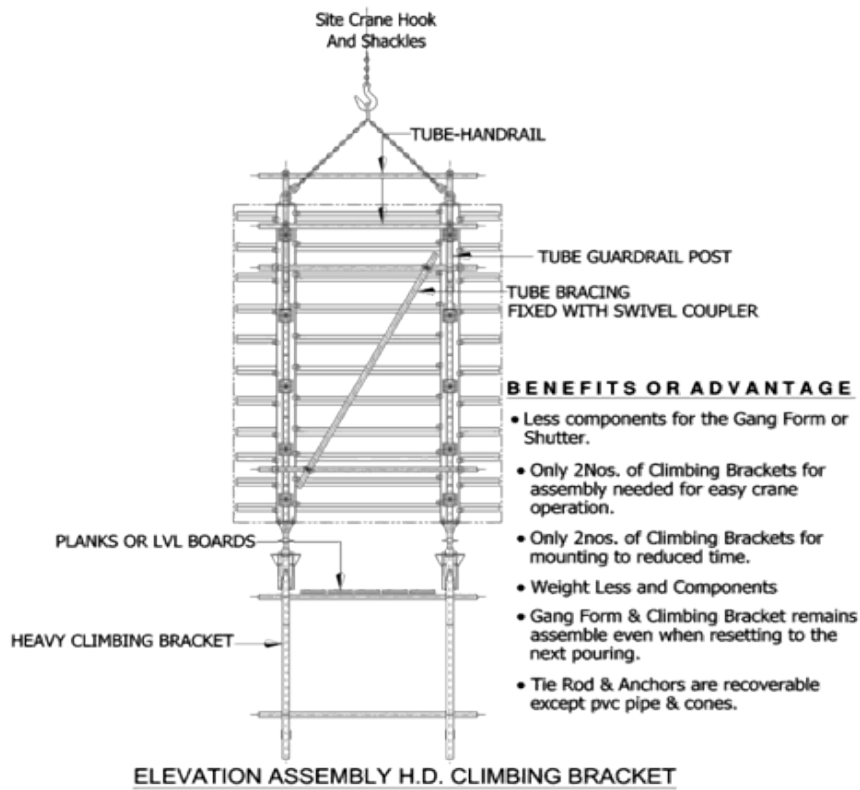 Site Crane Hook
And Shackles
TUBE-HANDRAIL
TUBE GUARDRAIL POST
TUBE BRACING
FIXED WITH SWIVEL COUPLER
BENEFITS OR ADVANTAGE
• Less components for the Gang Form or
Shutter.
• Only 2Nos. of Climbing Brackets for
assembly needed for easy crane
operation.
• Only 2nos. of Climbing Brackets for
mounting to reduced time.
• Weight Less and Components
• Gang Form & Climbing Bracket remains
assemble even when resetting to the
next pouring.
• Tie Rod & Anchors are recoverable
except pvc pipe & cones.
PLANKS OR LVL BOARDS
HEAVY CLIMBING BRACKET
ELEVATION ASSEMBLY H.D. CLIMBING BRACKET